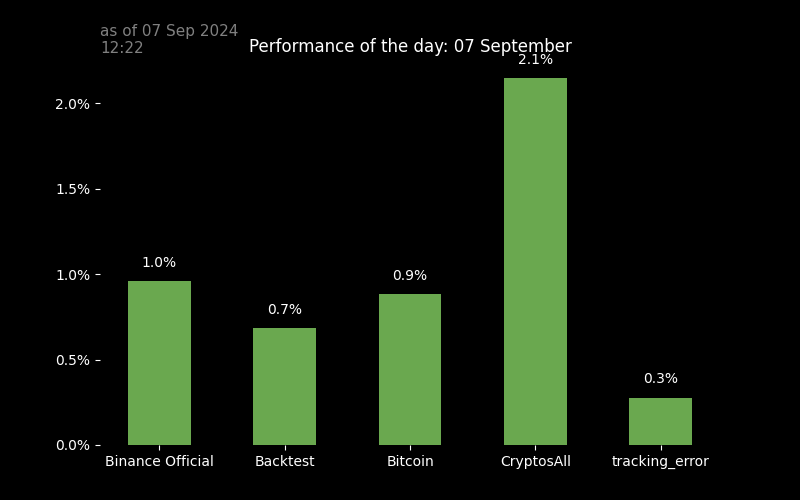 as of 07 Sep 2024
12:22
Performance of the day: 07 September
2.1%
2.0%
1.5%
1.0%
1.0%
0.9%
0.7%
0.5%
0.3%
0.0%
Binance Official
Backtest
Bitcoin
CryptosAll
tracking_error